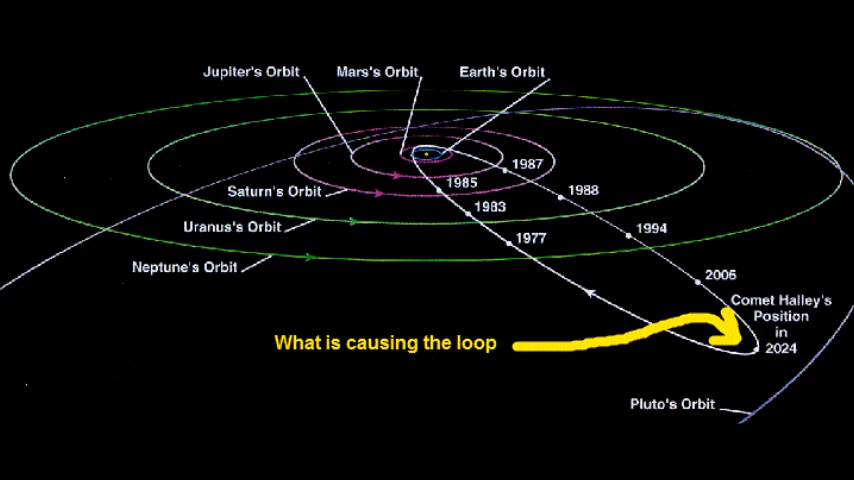 Jupiter's Orbit
Mars's Orbit
Earth's Orbit
1987
1985
Saturn's Orbit
1988
1983
Uranus's Orbit
1994
1977
Neptune's Orbit
2005
Comet Halley's
Position
in
2024
What is causing the loop
Pluto's Orbit